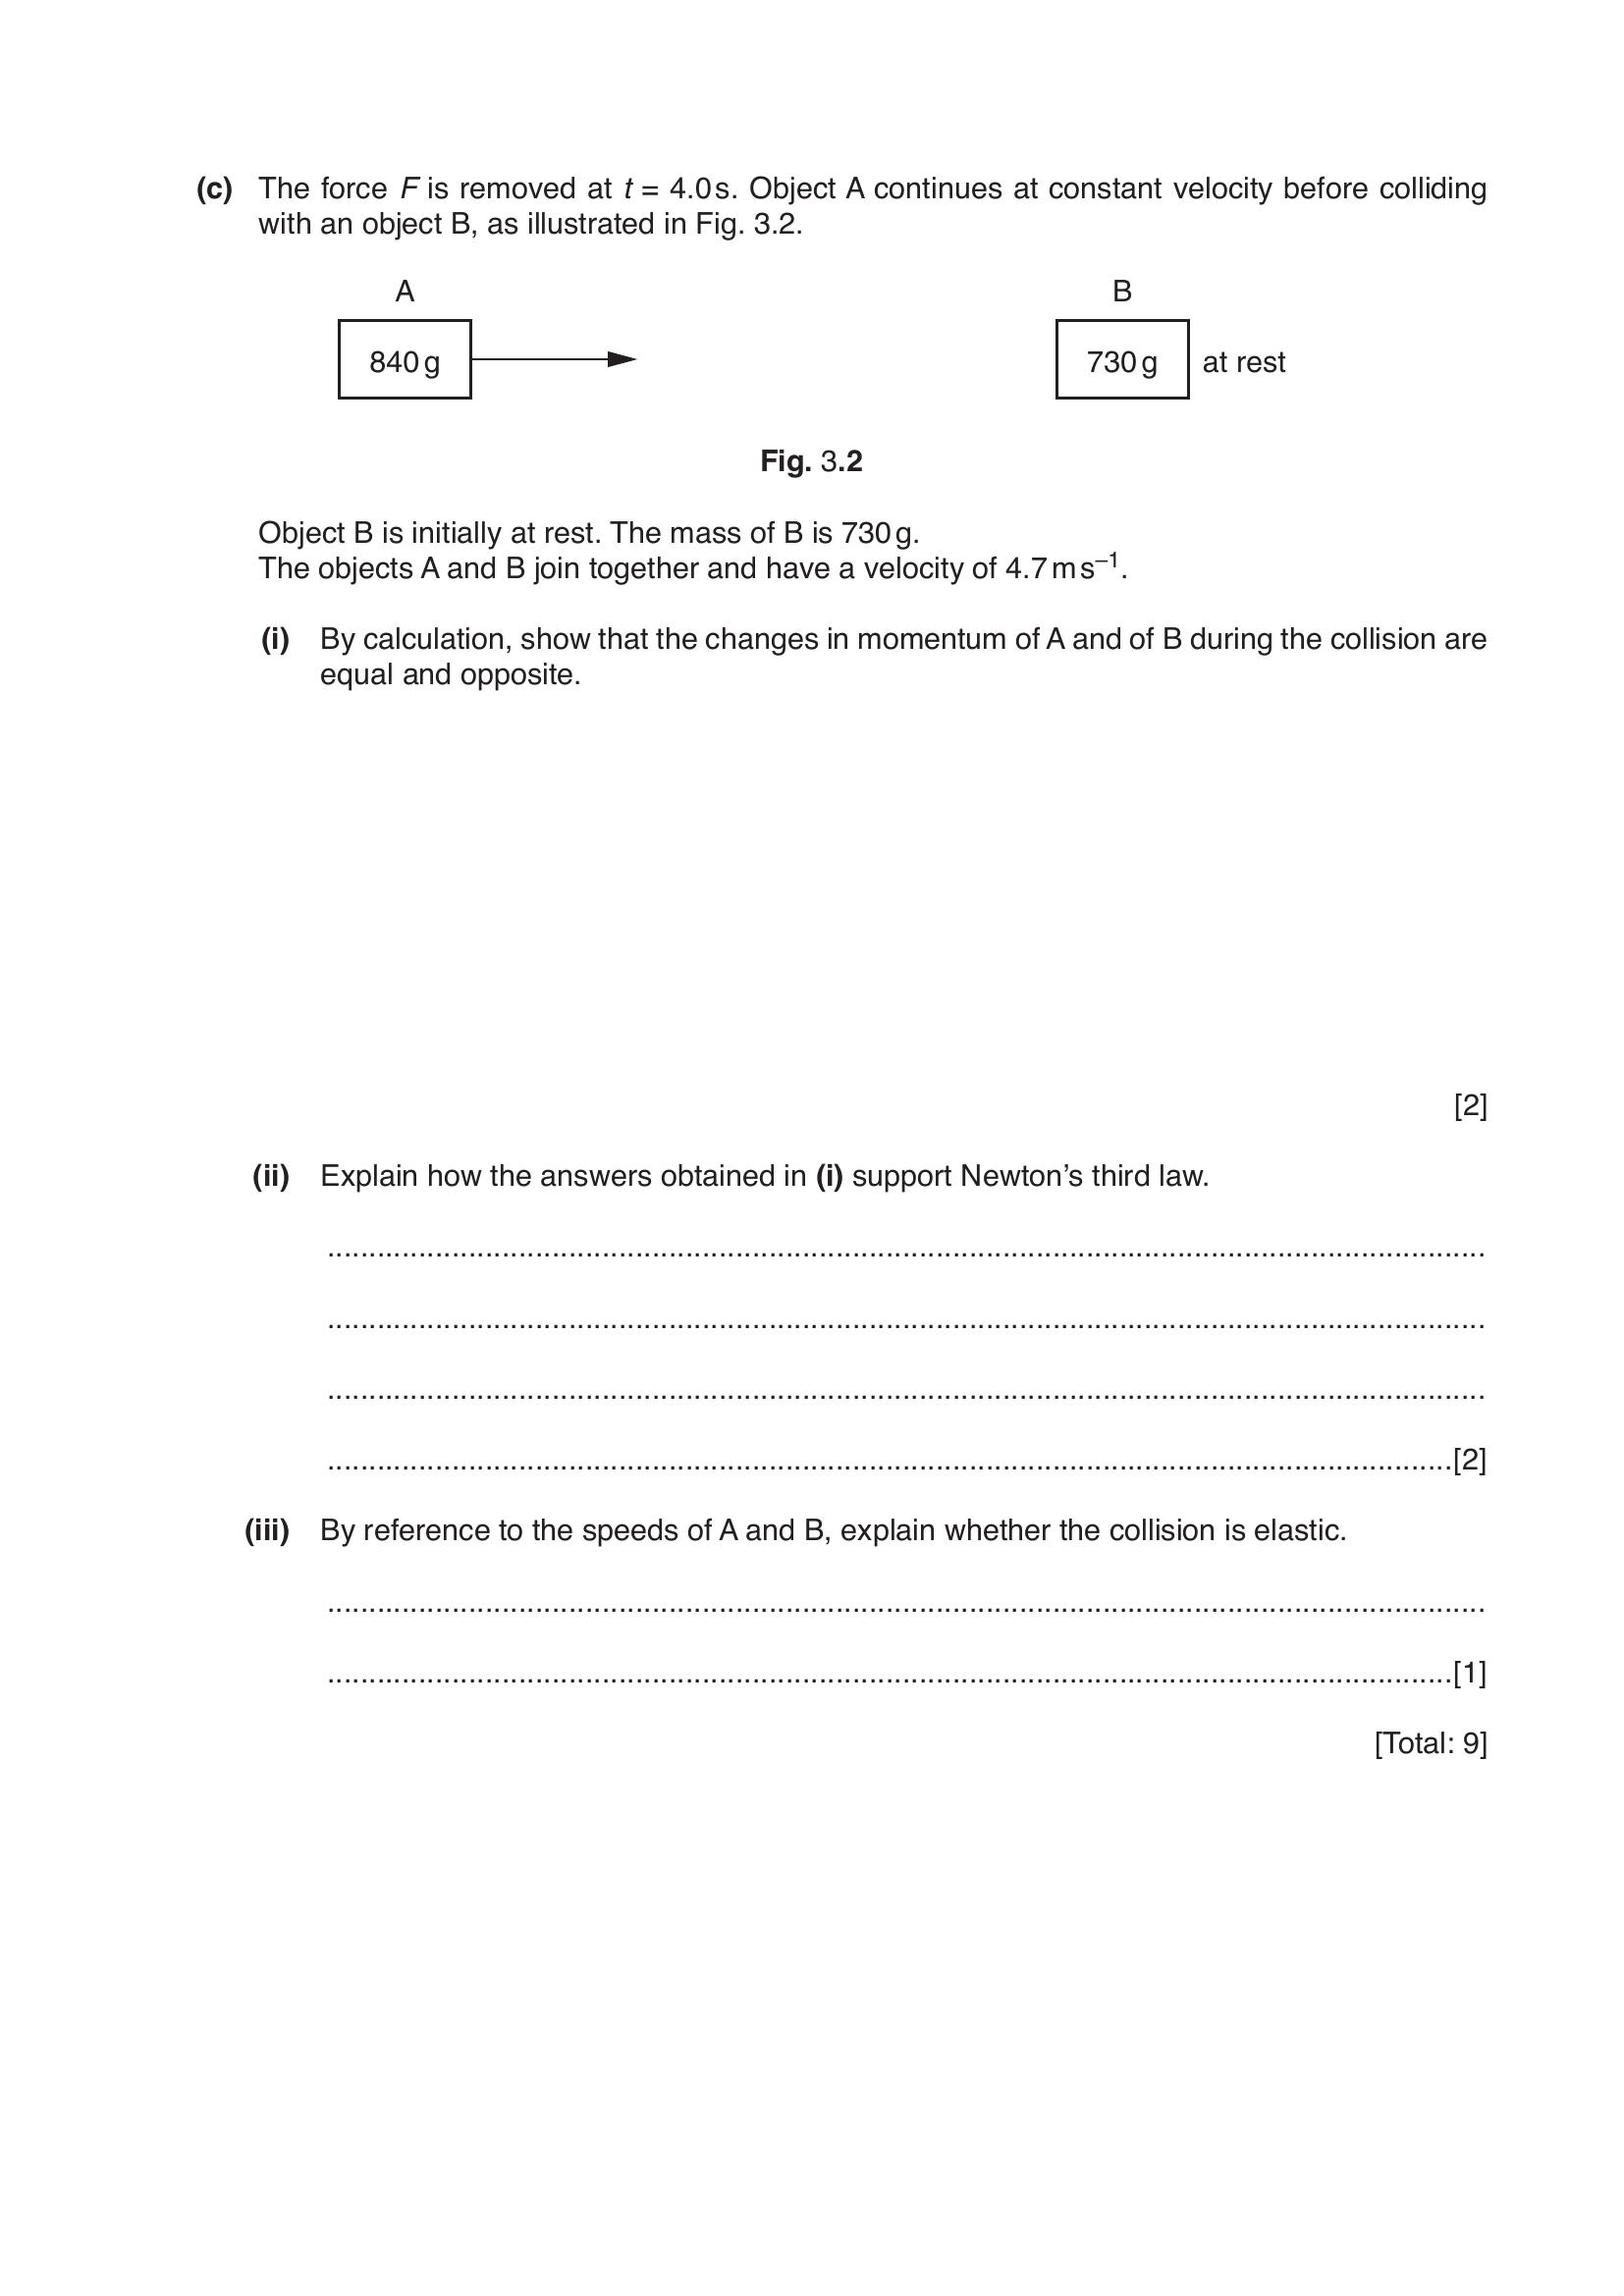 (c) The force F is removed at t = 4.0 s. Object A continues at constant velocity before colliding
with an object B, as illustrated in Fig. 3.2.
A B
840 g 730 g at rest
Fig. 3.2
Object B is initially at rest. The mass of B is 730 g.
The objects A and B join together and have a velocity of 4.7 m s⁻¹.
(i) By calculation, show that the changes in momentum of A and of B during the collision are
equal and opposite.
[2]
(ii) Explain how the answers obtained in (i) support Newton’s third law.
[2]
(iii) By reference to the speeds of A and B, explain whether the collision is elastic.
[1]
[Total: 9]